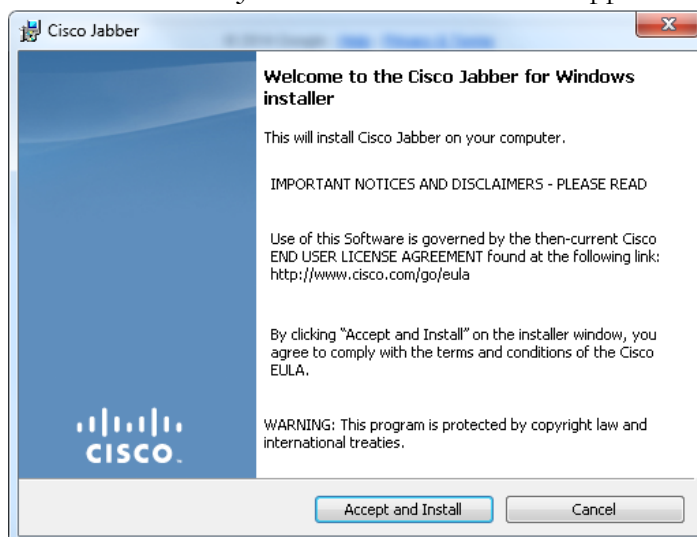 Cisco Jabber
Welcome to the Cisco Jabber for Windows
installer
This will install Cisco Jabber on your computer.
IMPORTANT NOTICES AND DISCLAIMERS - PLEASE READ
Use of this Software is governed by the then-current Cisco
END USER LICENSE AGREEMENT found at the following link:
http://www.cisco.com/go/eula
By clicking "Accept and Install" on the installer window, you
agree to comply with the terms and conditions of the Cisco
EULA.
WARNING: This program is protected by copyright law and
international treaties.
CISCO
Accept and Install
Cancel